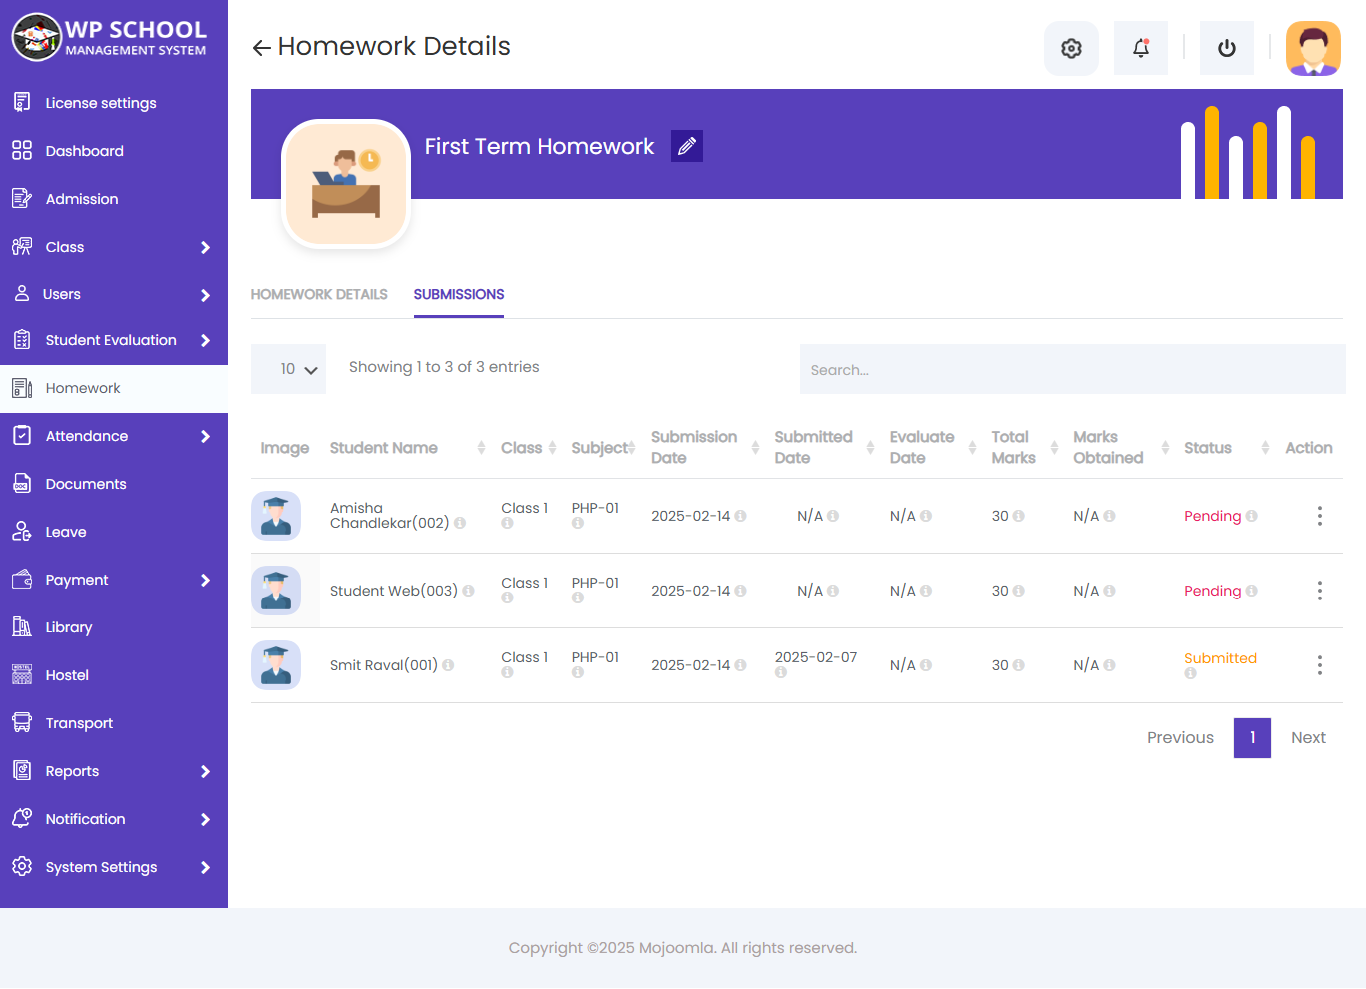 WP SCHOOL
MANAGEMENT SYSTEM
License settings
Dashboard
Admission
Class
Users
Student Evaluation
Homework
Attendance
Documents
Leave
Payment
Library
Hostel
Transport
Reports
Notification
System Settings
Homework Details
First Term Homework
HOMEWORK DETAILS SUBMISSIONS
10 Showing 1 to 3 of 3 entries Search...
Image Student Name Class Subject Submission Date Submitted Date Evaluate Date Total Marks Marks Obtained Status Action
Amisha Chandlekar(002) Class 1 PHP-01 2025-02-14 N/A N/A 30 N/A Pending
Student Web(003) Class 1 PHP-01 2025-02-14 N/A N/A 30 N/A Pending
Smit Raval(001) Class 1 PHP-01 2025-02-14 2025-02-07 N/A 30 N/A Submitted
Previous 1 Next
Copyright ©2025 Mojoomla. All rights reserved.